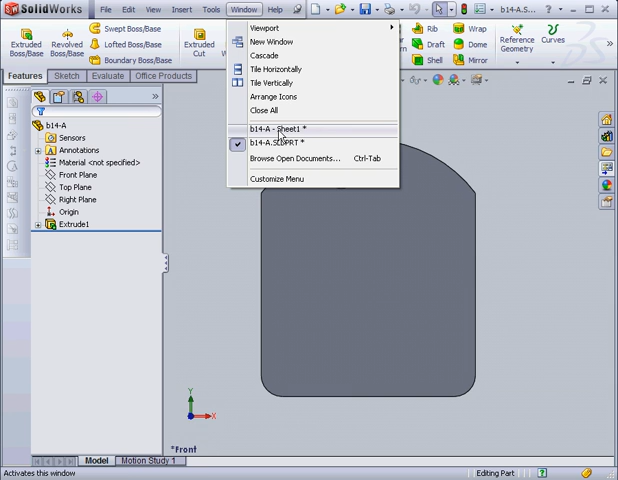 SolidWorks File Edit View Insert Tools Window Help b14-A.S...
Extruded Boss/Base
Revolved Boss/Base
Swept Boss/Base
Lofted Boss/Base
Boundary Boss/Base
Extruded Cut
Rib
Draft
Shell
Wrap
Dome
Mirror
Reference Geometry
Curves
Features Sketch Evaluate Office Products
Viewport
New Window
Cascade
Tile Horizontally
Tile Vertically
Arrange Icons
Close All
b14-A - Sheet1 *
b14-A.SLDPRT *
Browse Open Documents... Ctrl-Tab
Customize Menu
b14-A
Sensors
Annotations
Material <not specified>
Front Plane
Top Plane
Right Plane
Origin
Extrude1
Y
X
*Front
Model Motion Study 1
Activates this window Editing Part